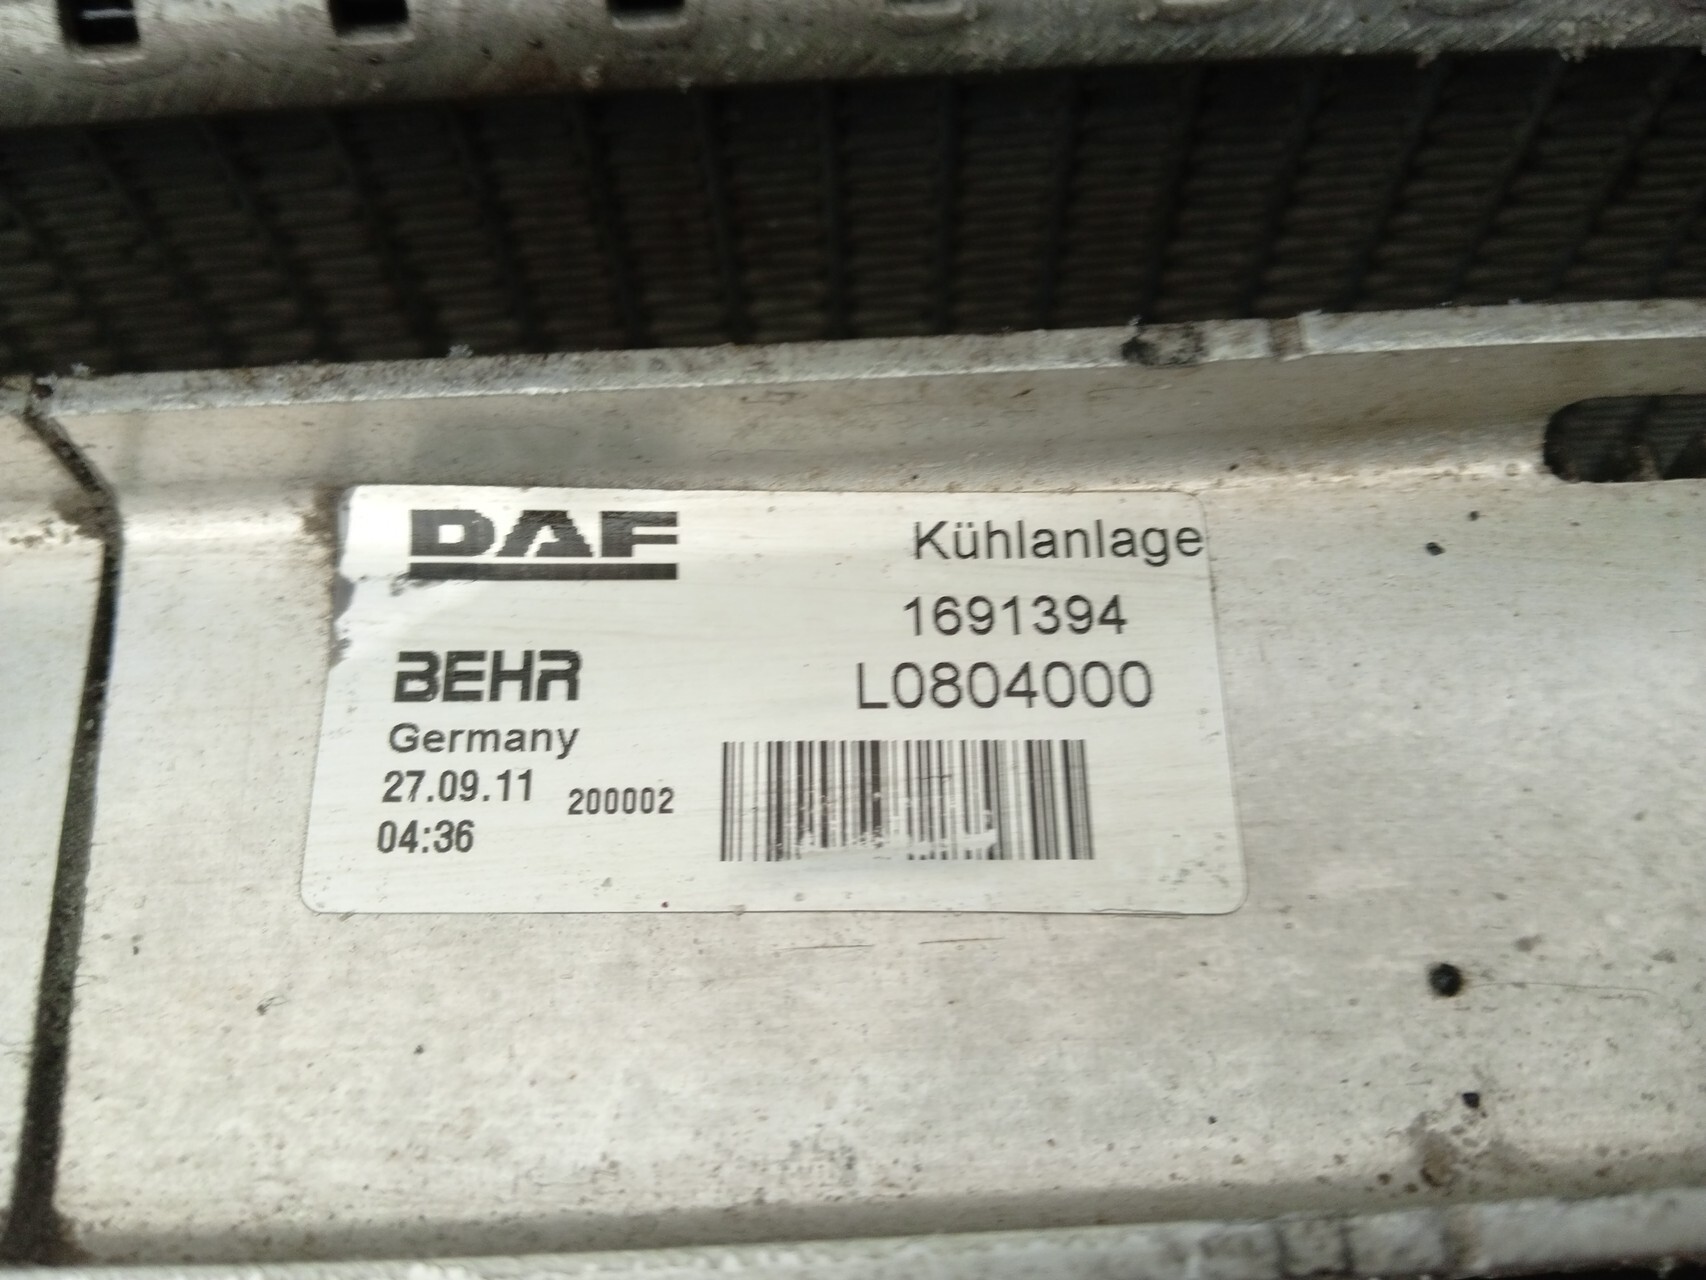 DAF
Kühlanlage
1691394
BEHR
L0804000
Germany
27.09.11
200002
04:36